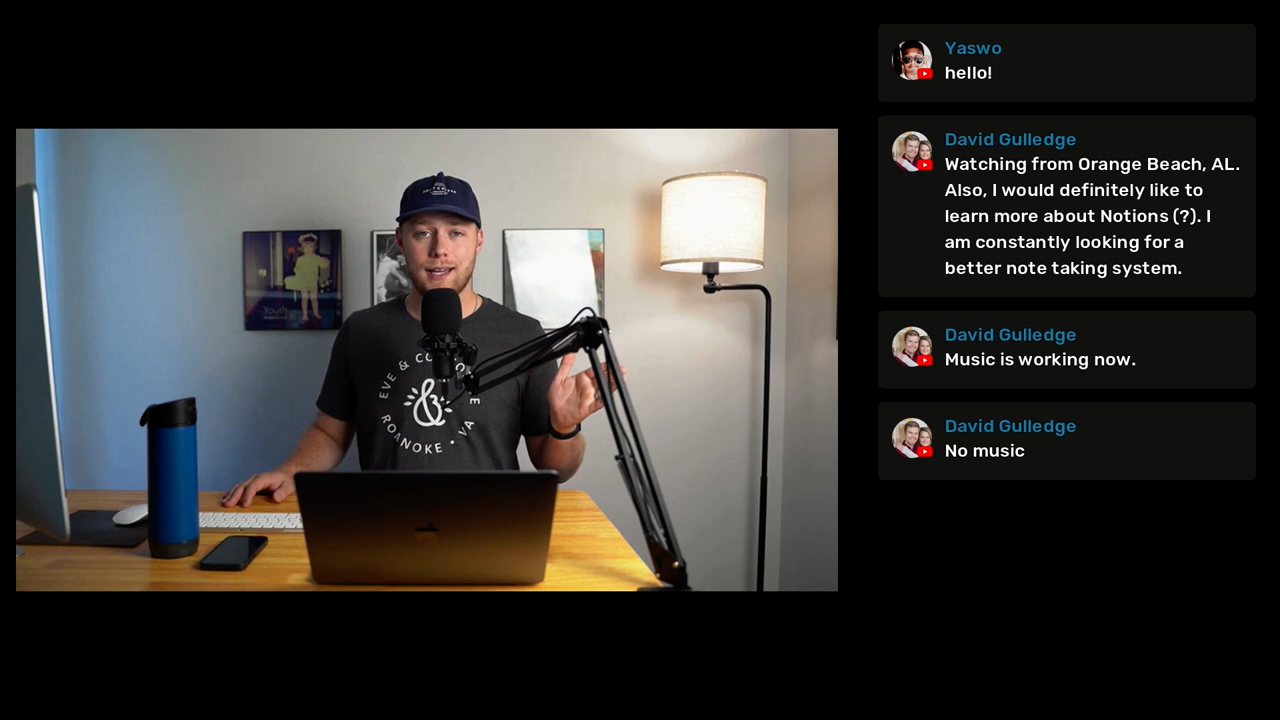 Yaswo
hello!
David Gulledge
Watching from Orange Beach, AL.
Also, I would definitely like to
learn more about Notions (?). I
am constantly looking for a
better note taking system.
David Gulledge
Music is working now.
David Gulledge
No music
Youth
EVE & CO
ROANOKE • VA